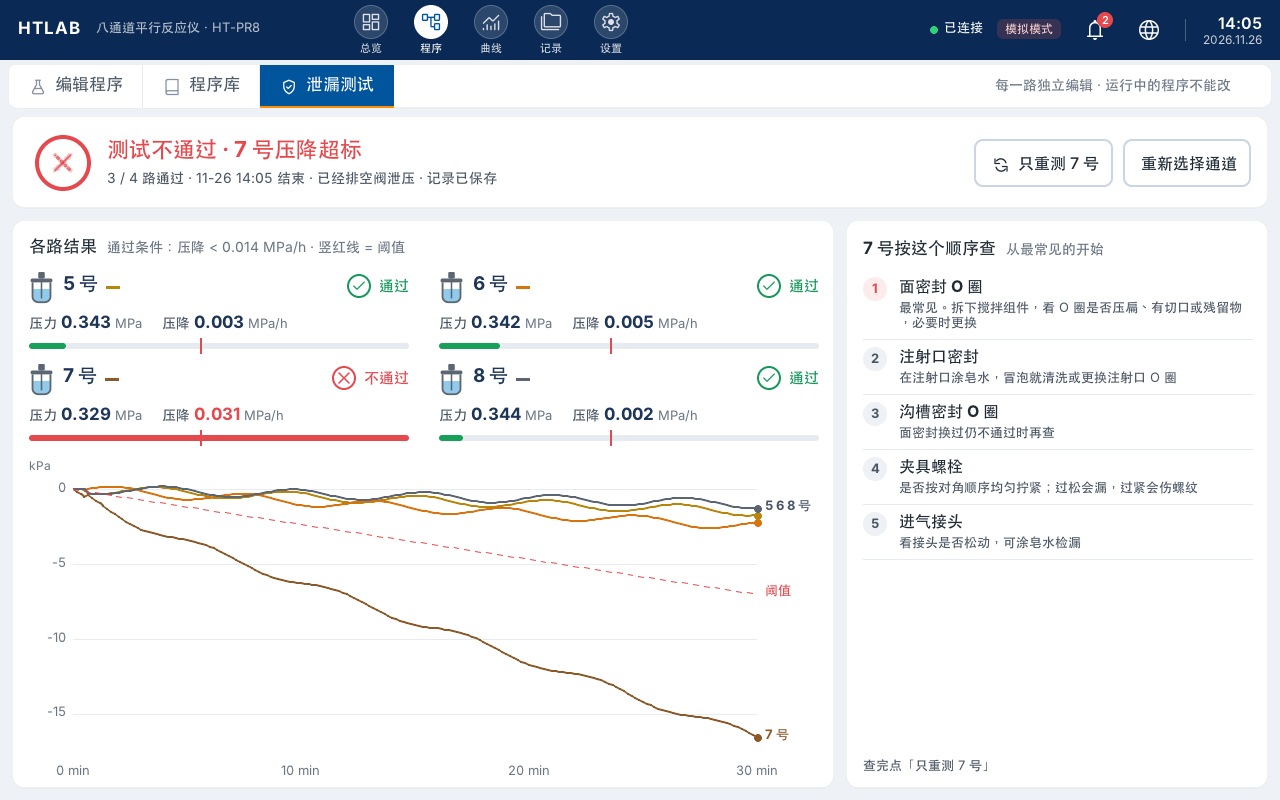 HTLAB 八通道平行反应仪 · HT-PR8
总览 程序 曲线 记录 设置
已连接 模拟模式 2
14:05
2026.11.26
编辑程序 程序库 泄漏测试 每一路独立编辑 · 运行中的程序不能改
测试不通过 · 7 号压降超标
3 / 4 路通过 · 11-26 14:05 结束 · 已经排空阀泄压 · 记录已保存
只重测 7 号 重新选择通道
各路结果 通过条件：压降 < 0.014 MPa/h · 竖红线 = 阈值
5 号 通过
压力 0.343 MPa 压降 0.003 MPa/h
6 号 通过
压力 0.342 MPa 压降 0.005 MPa/h
7 号 不通过
压力 0.329 MPa 压降 0.031 MPa/h
8 号 通过
压力 0.344 MPa 压降 0.002 MPa/h
kPa
0
-5
-10
-15
5 6 8 号
阈值
7 号
0 min 10 min 20 min 30 min
7 号按这个顺序查 从最常见的开始
1 面密封 O 圈
最常见。拆下搅拌组件，看 O 圈是否压扁、有切口或残留物
，必要时更换
2 注射口密封
在注射口涂皂水，冒泡就清洗或更换注射口 O 圈
3 沟槽密封 O 圈
面密封换过仍不通过时再查
4 夹具螺栓
是否按对角顺序均匀拧紧；过松会漏，过紧会伤螺纹
5 进气接头
看接头是否松动，可涂皂水检漏
查完点「只重测 7 号」